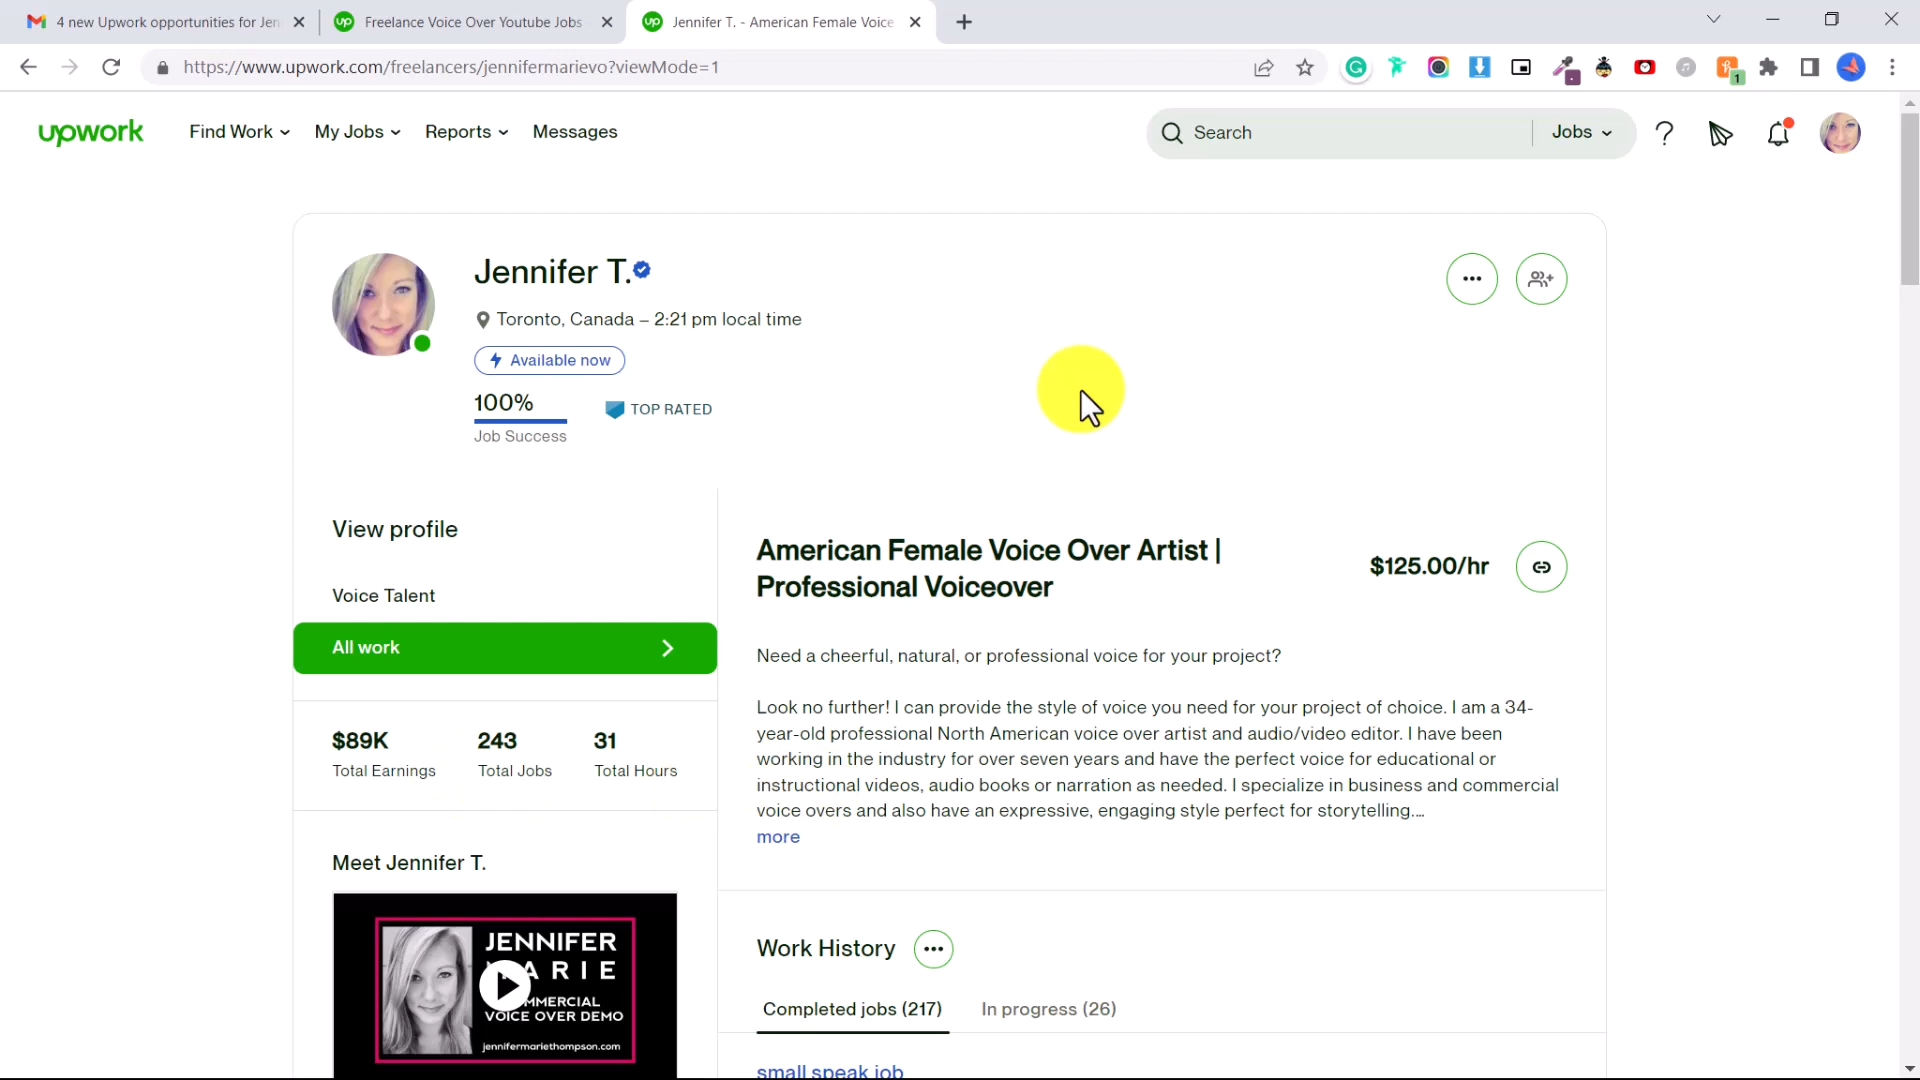 4 new Upwork opportunities for Jen
Freelance Voice Over Youtube Jobs
Jennifer T. - American Female Voice
https://www.upwork.com/freelancers/jennifermarievo?viewMode=1
1
upwork
Find Work
My Jobs
Reports
Messages
Search
Jobs
Jennifer T.
Toronto, Canada – 2:21 pm local time
Available now
100%
TOP RATED
Job Success
View profile
Voice Talent
All work
$89K
243
31
Total Earnings
Total Jobs
Total Hours
Meet Jennifer T.
JENNIFER
ARIE
MMERCIAL
VOICE OVER DEMO
jennifermariethompson.com
American Female Voice Over Artist |
Professional Voiceover
$125.00/hr
Need a cheerful, natural, or professional voice for your project?
Look no further! I can provide the style of voice you need for your project of choice. I am a 34-
year-old professional North American voice over artist and audio/video editor. I have been
working in the industry for over seven years and have the perfect voice for educational or
instructional videos, audio books or narration as needed. I specialize in business and commercial
voice overs and also have an expressive, engaging style perfect for storytelling....
more
Work History
Completed jobs (217)
In progress (26)
small speak job